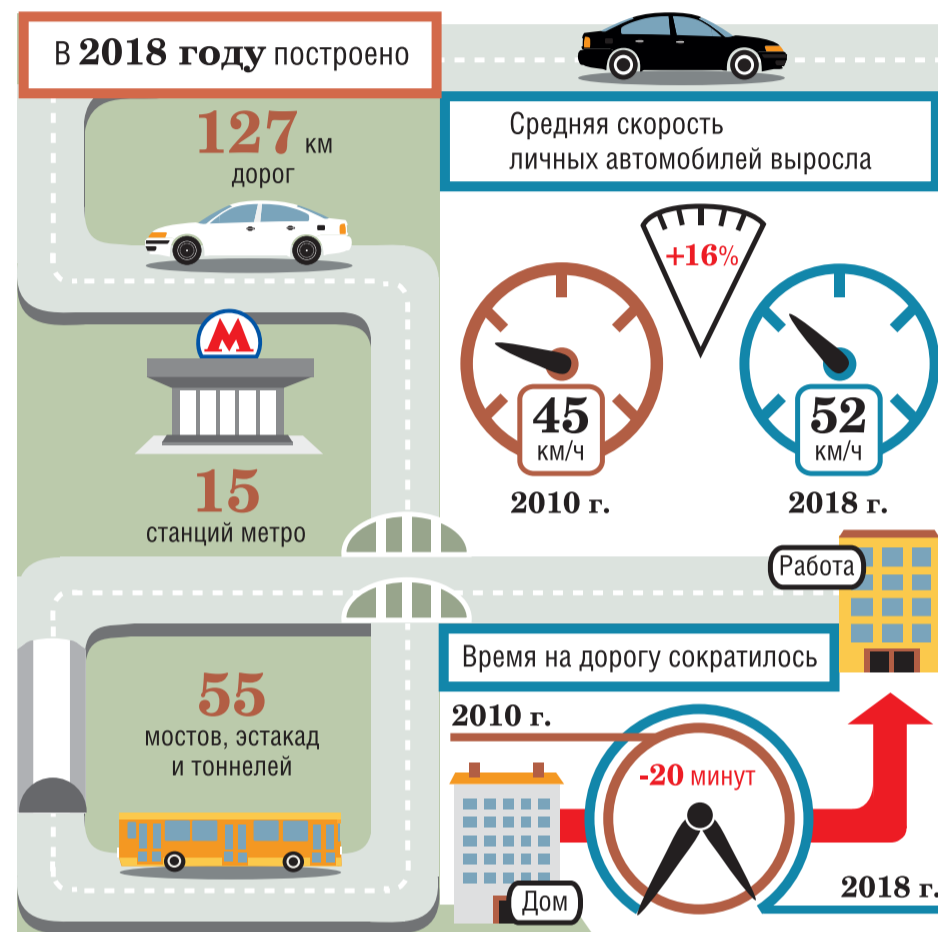 В 2018 году построено
127 км
дорог
М
15
станций метро
55
мостов, эстакад
и тоннелей
Средняя скорость
личных автомобилей выросла
+16%
45
км/ч
2010 г.
52
км/ч
2018 г.
Работа
Время на дорогу сократилось
2010 г.
-20 минут
2018 г.
Дом